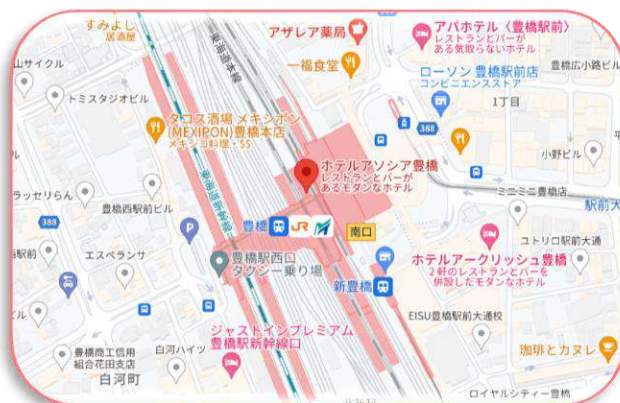 すみよし
居酒屋
アザレア薬局
アパホテル〈豊橋駅前〉
レストランとバーが
ある気取らないホテル
山サイクル
一福食堂
ローソン 豊橋駅前店
コンビニエンスストア
豊橋広小路ビル
トミスタジオビル
1丁目
タコス酒場 メキシポン
(MEXIPON)豊橋本店
メキシコ料理・$$
388
小野ビル
ホテルアソシア豊橋
レストランとバーが
あるモダンなホテル
ラッセリらん
豊橋西駅前ビル
ミニミニ豊橋店
駅前大
388
P
豊橋
JR
南口
エスペランサ
豊橋駅西口
タクシー乗り場
ホテルアークリッシュ豊橋
2軒のレストランとバーを
併設したモダンなホテル
ユトリロ駅前大通
新豊橋
EISU豊橋駅前大通校
ジャストインプレミアム
豊橋駅新幹線口
豊橋商工信用
組合花田支店
白河ハイツ
珈琲とカヌレ
白河町
ロイヤルシティー豊橋